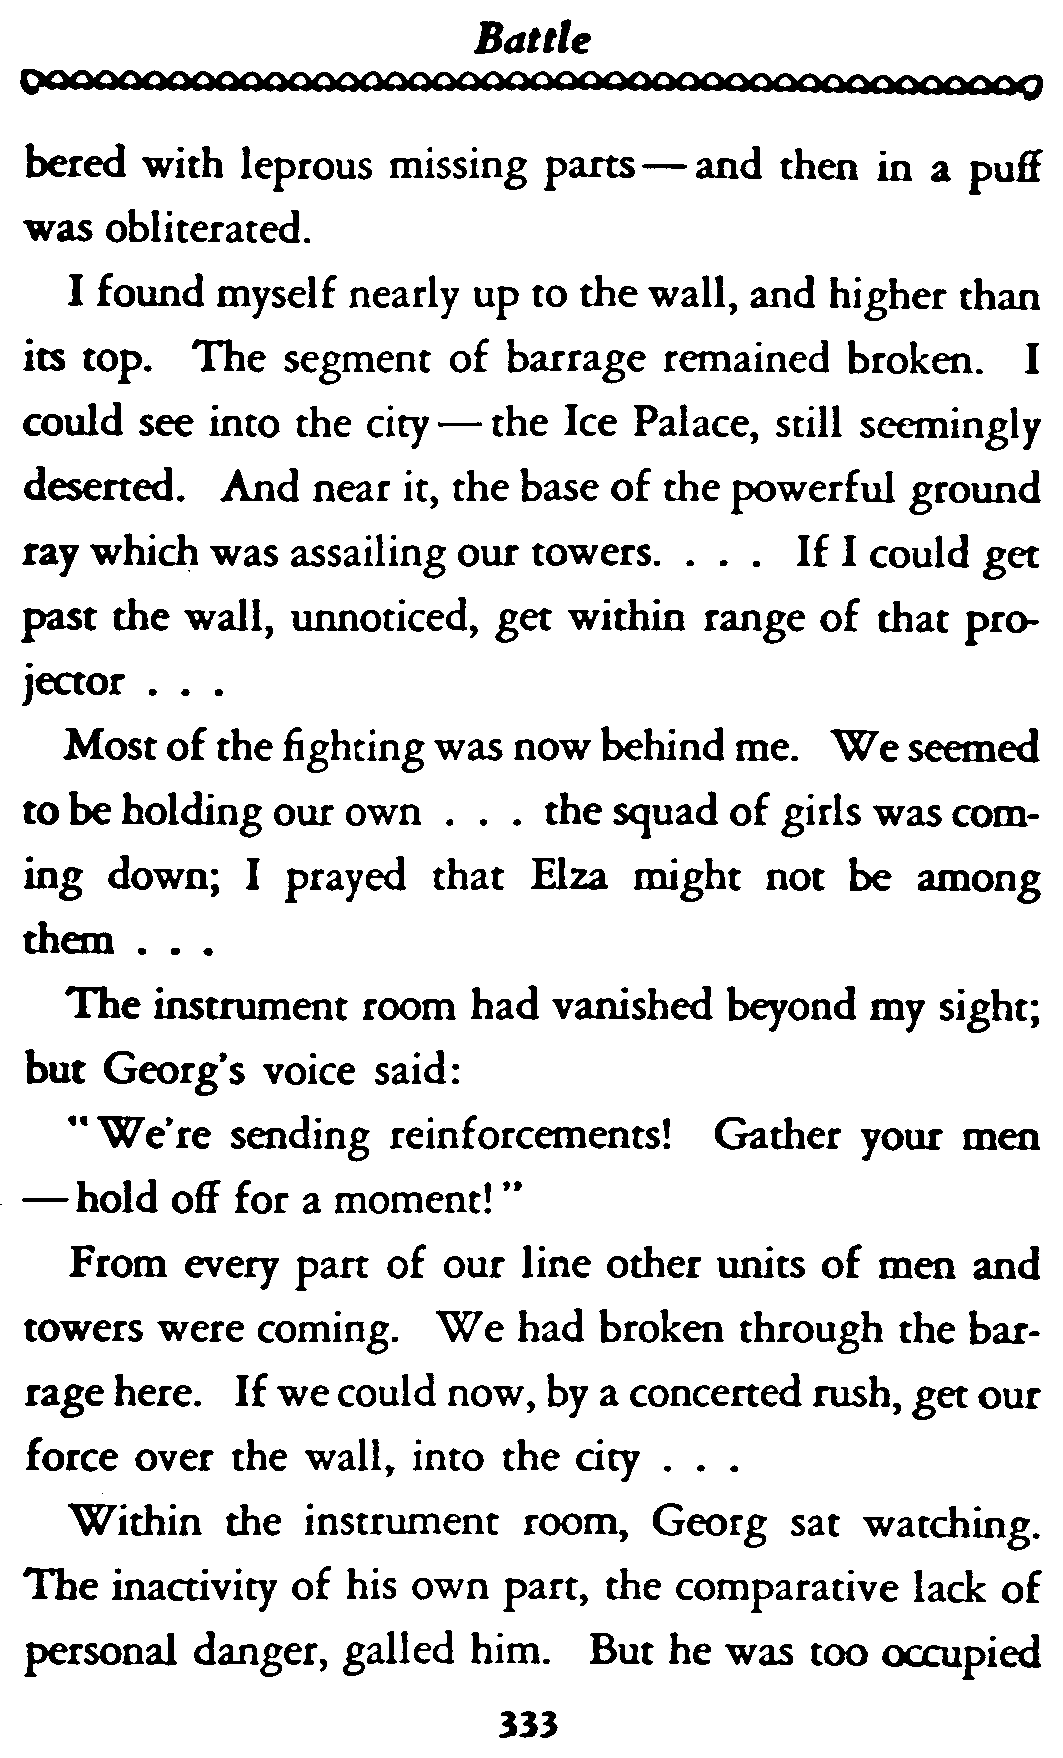 Battle
bered with leprous missing parts — and then in a puff
was obliterated.
I found myself nearly up to the wall, and higher than
its top. The segment of barrage remained broken. I
could see into the city — the Ice Palace, still seemingly
deserted. And near it, the base of the powerful ground
ray which was assailing our towers. . . . If I could get
past the wall, unnoticed, get within range of that pro-
jector . . .
Most of the fighting was now behind me. We seemed
to be holding our own . . . the squad of girls was com-
ing down; I prayed that Elza might not be among
them . . .
The instrument room had vanished beyond my sight;
but Georg's voice said:
"We're sending reinforcements! Gather your men
— hold off for a moment!"
From every part of our line other units of men and
towers were coming. We had broken through the bar-
rage here. If we could now, by a concerted rush, get our
force over the wall, into the city . . .
Within the instrument room, Georg sat watching.
The inactivity of his own part, the comparative lack of
personal danger, galled him. But he was too occupied
333